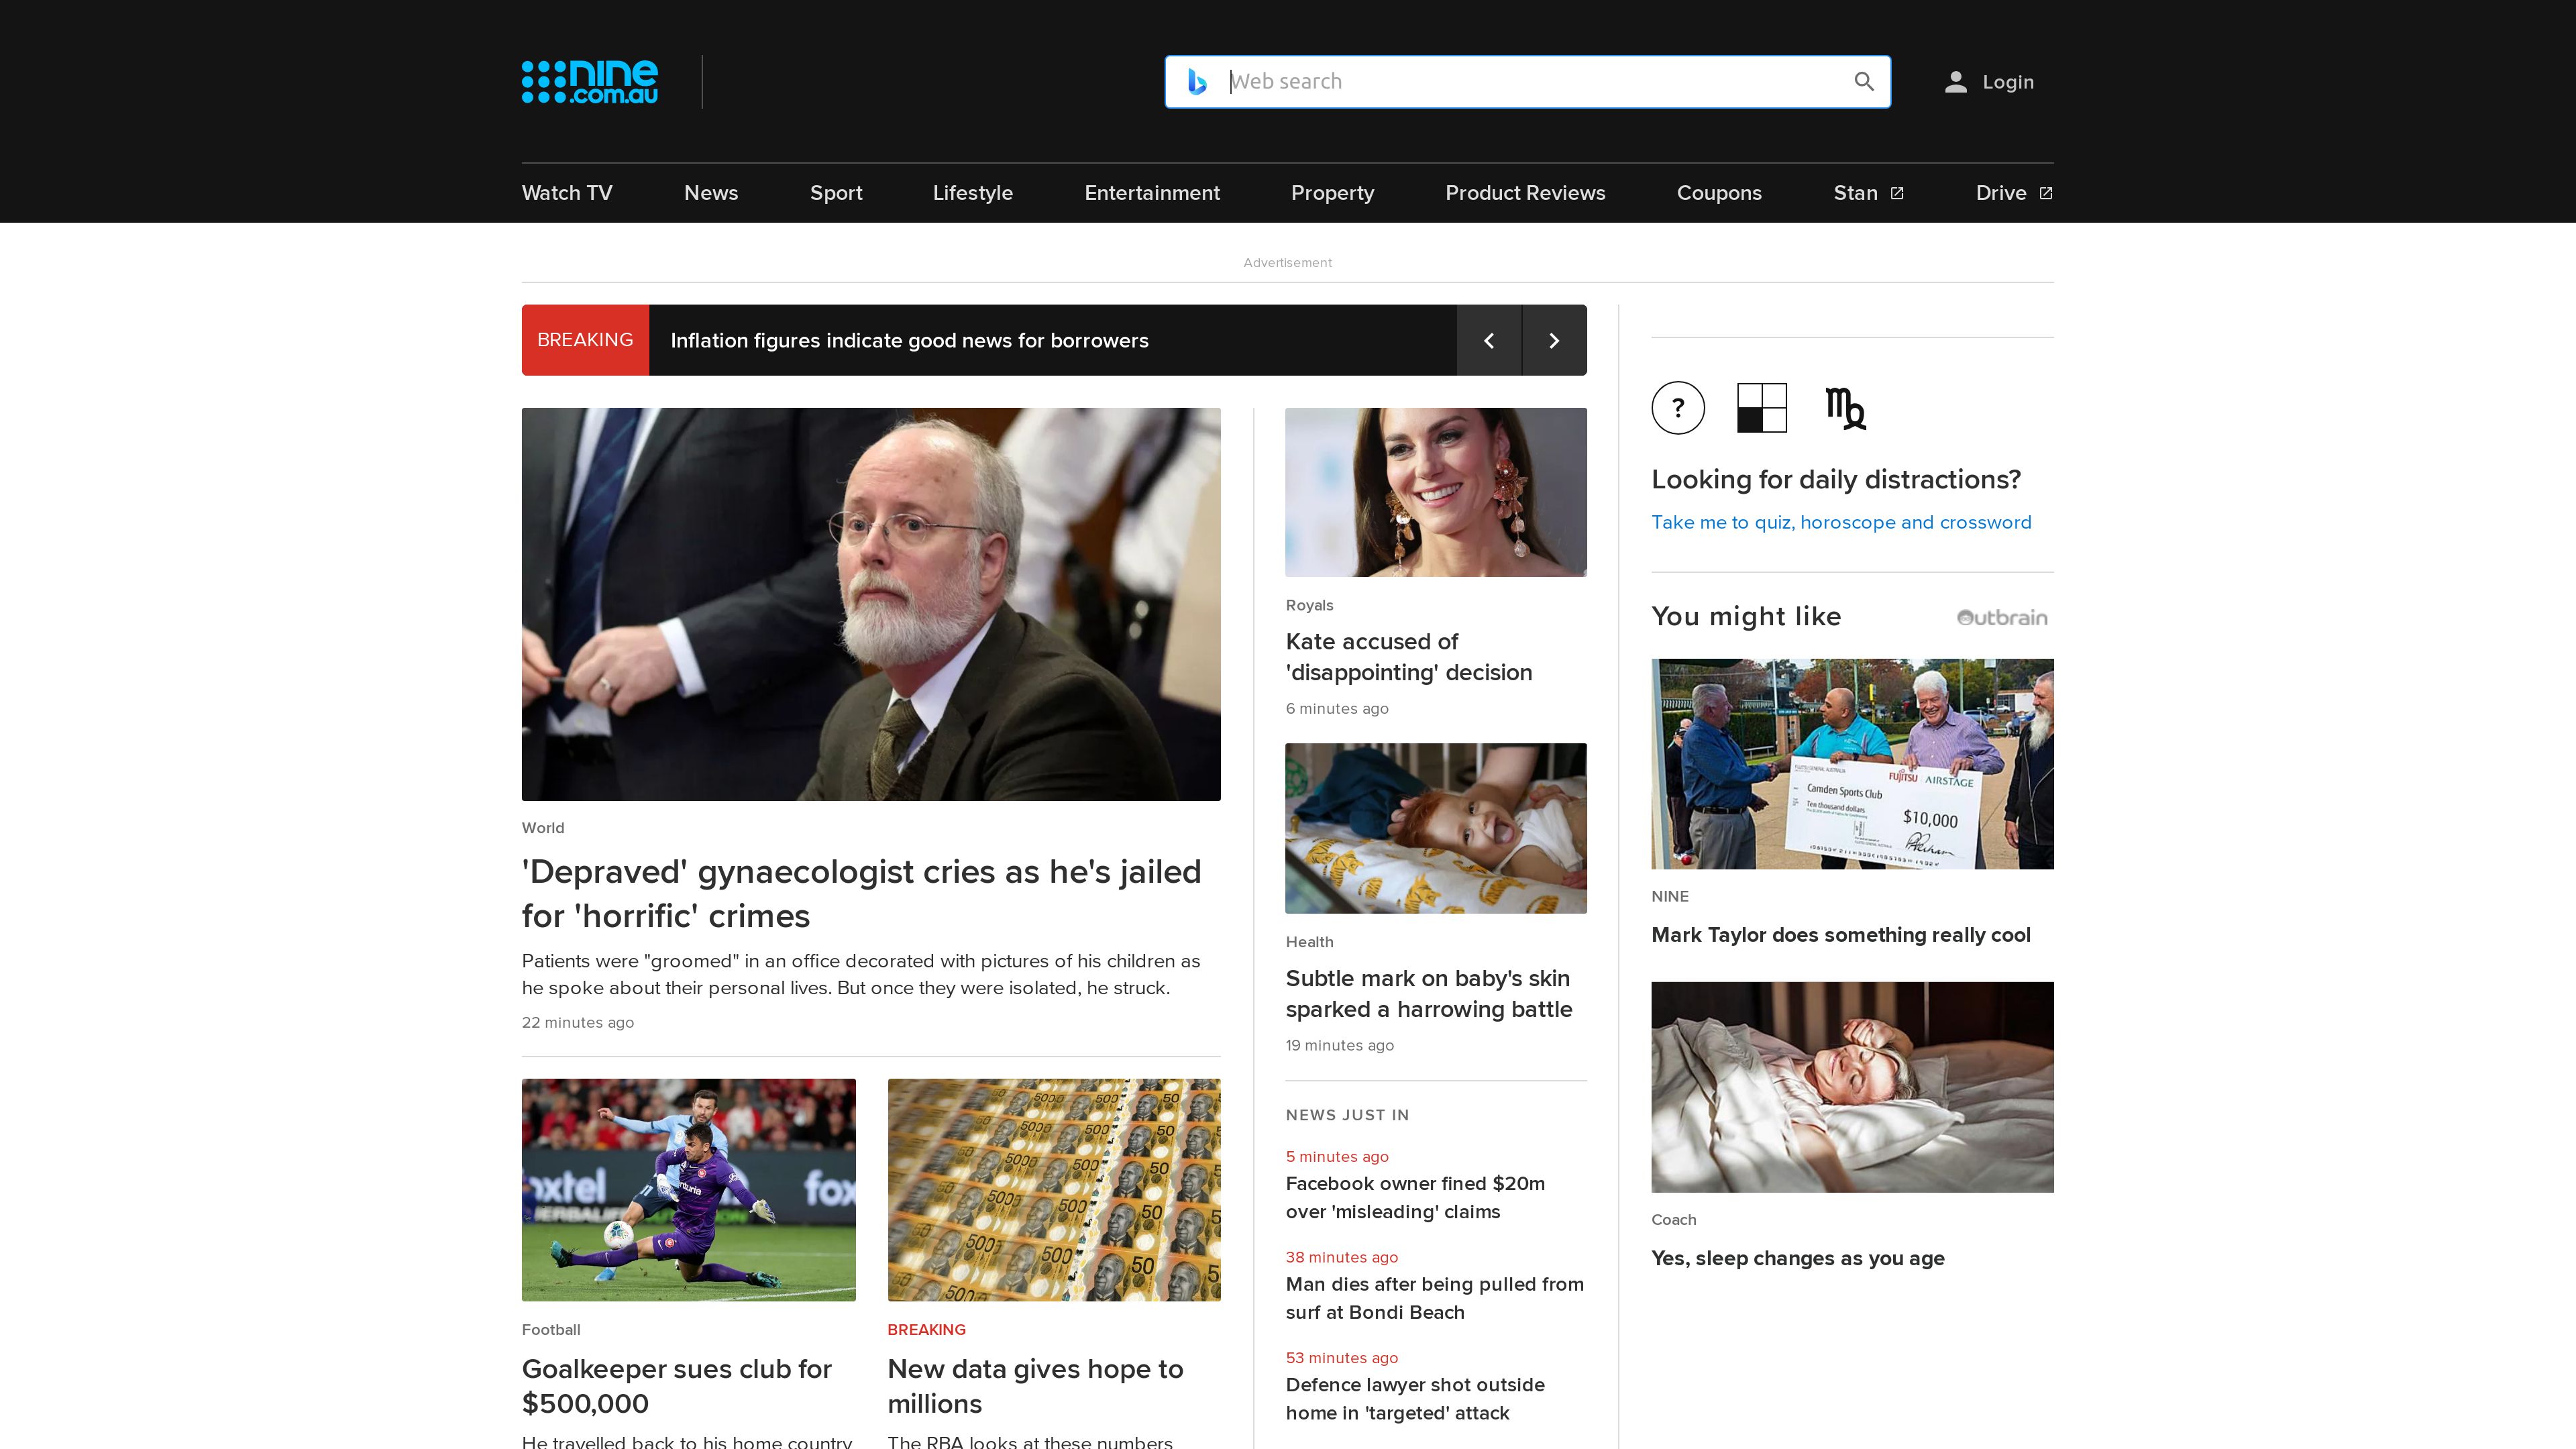 nine
.com.au
Web search
Login
Watch TV
News
Sport
Lifestyle
Entertainment
Property
Product Reviews
Coupons
Stan
Drive
Advertisement
BREAKING
Inflation figures indicate good news for borrowers
?
Looking for daily distractions?
Take me to quiz, horoscope and crossword
You might like
Outbrain
FUJITSU AIRSTAGE
Camden Sports Club
Ten thousand dollars
$10,000
NINE
Mark Taylor does something really cool
Coach
Yes, sleep changes as you age
World
'Depraved' gynaecologist cries as he's jailed
for 'horrific' crimes
Patients were "groomed" in an office decorated with pictures of his children as
he spoke about their personal lives. But once they were isolated, he struck.
22 minutes ago
Royals
Kate accused of
'disappointing' decision
6 minutes ago
Health
Subtle mark on baby's skin
sparked a harrowing battle
19 minutes ago
NEWS JUST IN
5 minutes ago
Facebook owner fined $20m
over 'misleading' claims
38 minutes ago
Man dies after being pulled from
surf at Bondi Beach
53 minutes ago
Defence lawyer shot outside
home in 'targeted' attack
Football
Goalkeeper sues club for
$500,000
He travelled back to his home country
BREAKING
New data gives hope to
millions
The RBA looks at these numbers